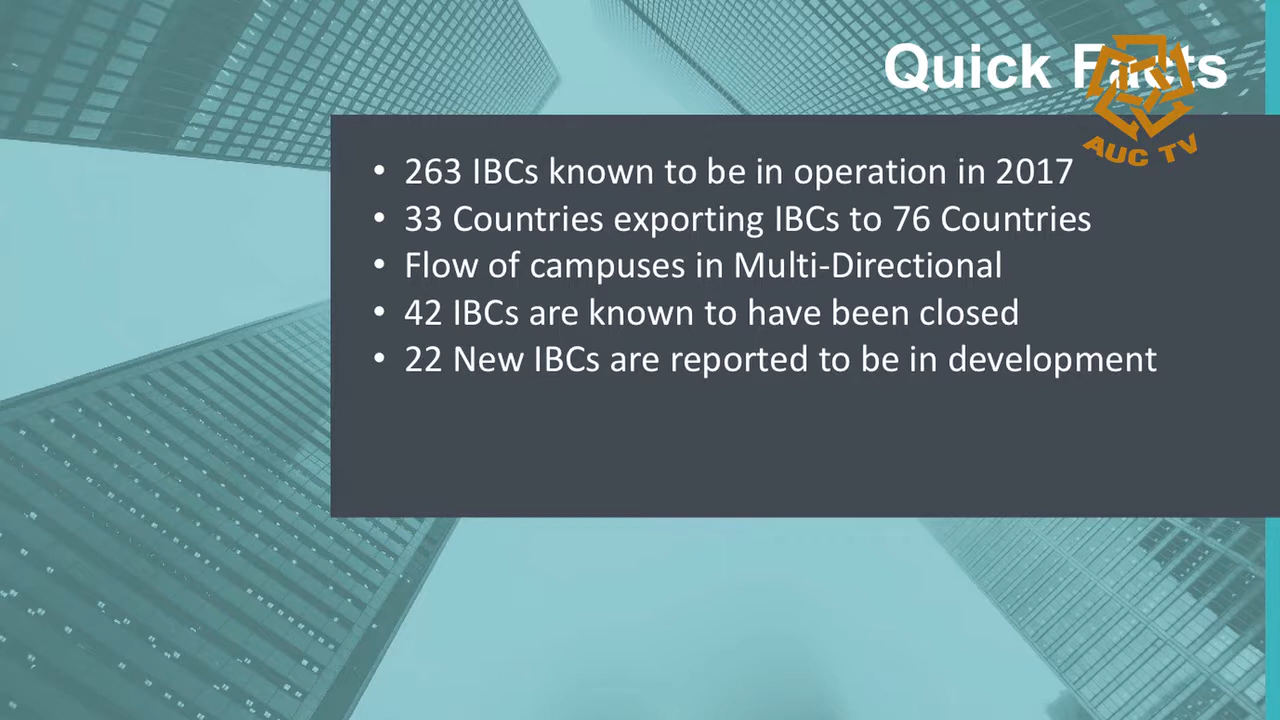 Quick Facts
AUC TV
• 263 IBCs known to be in operation in 2017
• 33 Countries exporting IBCs to 76 Countries
• Flow of campuses in Multi-Directional
• 42 IBCs are known to have been closed
• 22 New IBCs are reported to be in development